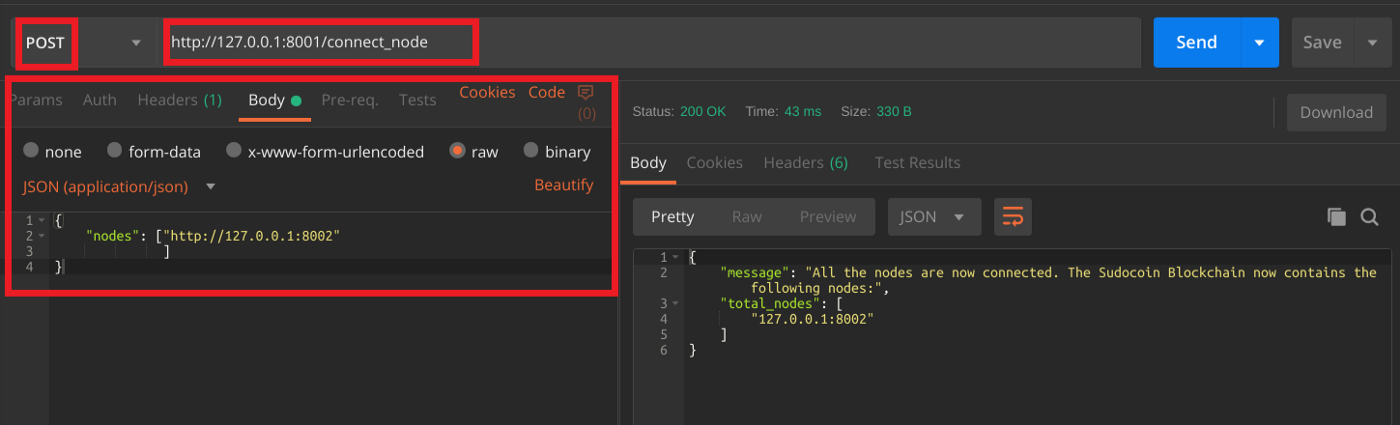 POST
http://127.0.0.1:8001/connect_node
Send
Save
Params Auth Headers (1) Body Pre-req. Tests Cookies Code (0)
none form-data x-www-form-urlencoded raw binary
JSON (application/json) Beautify
1 {
2 "nodes": ["http://127.0.0.1:8002"
3 ]
4 }
Status: 200 OK Time: 43 ms Size: 330 B Download
Body Cookies Headers (6) Test Results
Pretty Raw Preview JSON
1 {
2 "message": "All the nodes are now connected. The Sudocoin Blockchain now contains the
following nodes:",
3 "total_nodes": [
4 "127.0.0.1:8002"
5 ]
6 }